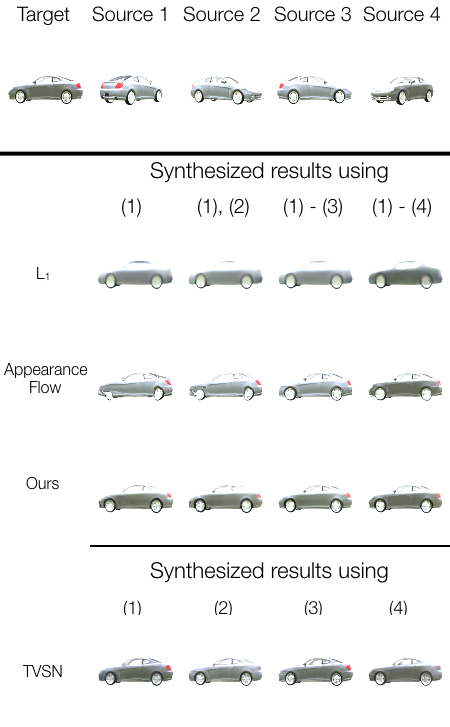 Target Source 1 Source 2 Source 3 Source 4
Synthesized results using
(1) (1), (2) (1) - (3) (1) - (4)
L₁
Appearance
Flow
Ours
Synthesized results using
(1) (2) (3) (4)
TVSN